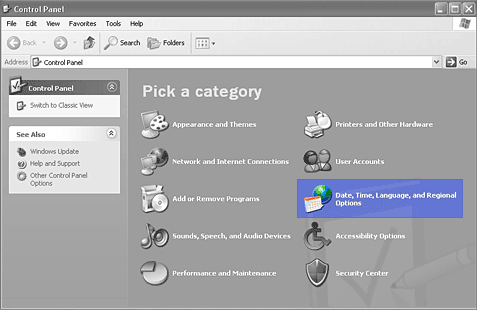 Control Panel
File Edit View Favorites Tools Help
Back Search Folders
Address Control Panel Go
Control Panel
Switch to Classic View
See Also
Windows Update
Help and Support
Other Control Panel
Options
Pick a category
Appearance and Themes
Printers and Other Hardware
Network and Internet Connections
User Accounts
Add or Remove Programs
Date, Time, Language, and Regional
Options
Sounds, Speech, and Audio Devices
Accessibility Options
Performance and Maintenance
Security Center